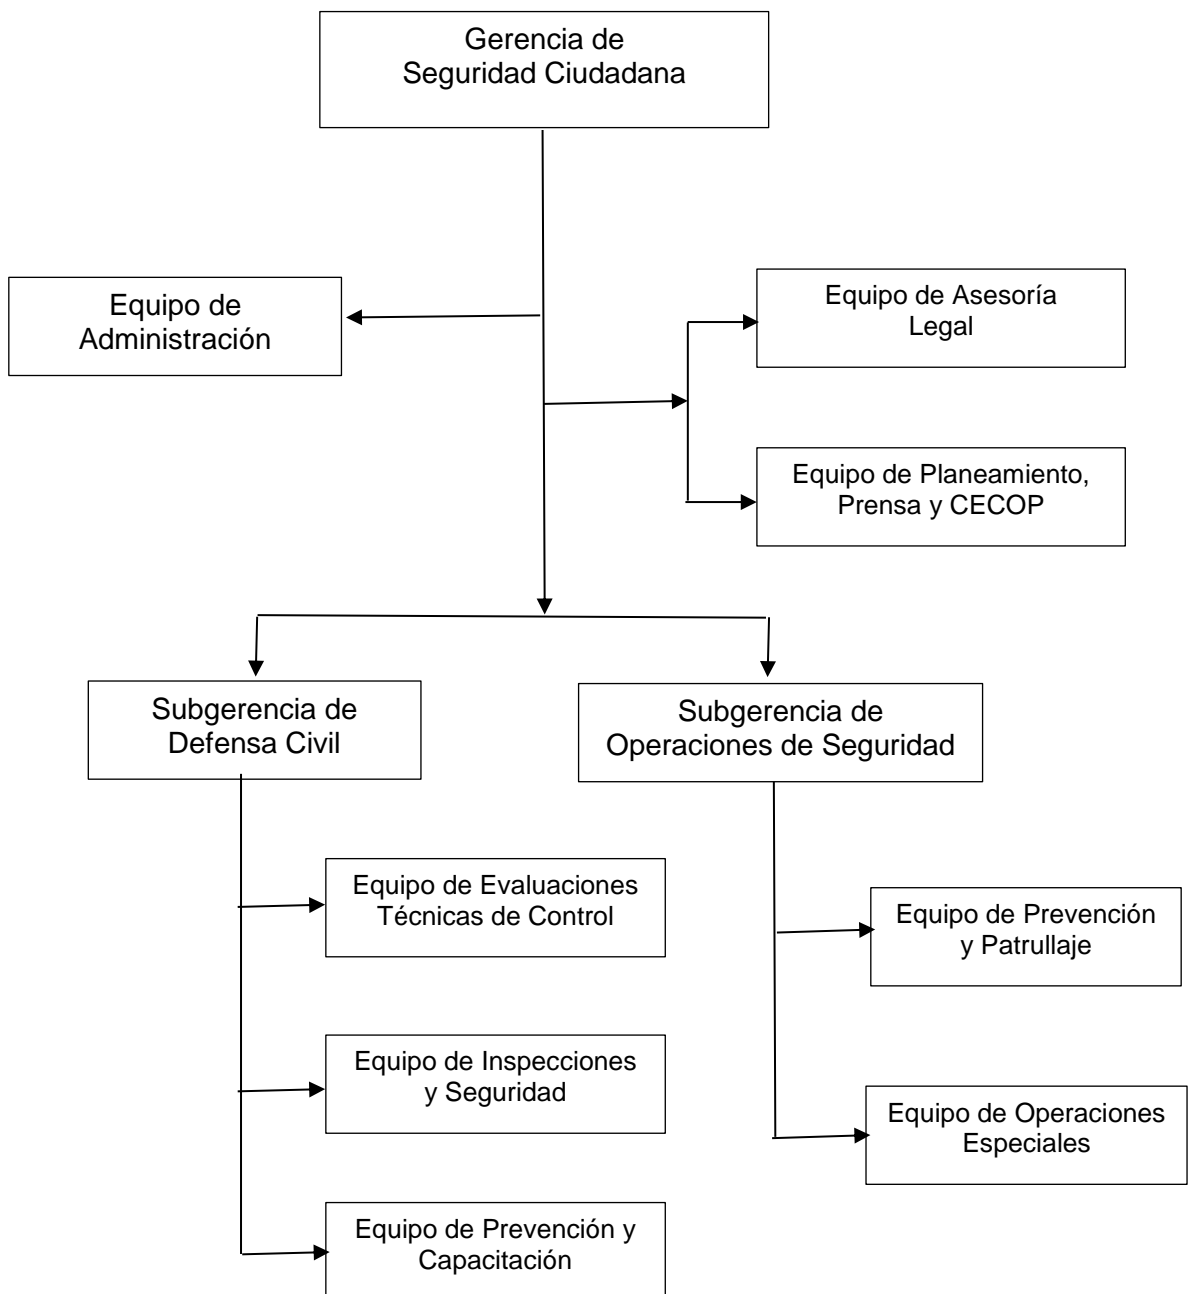 Gerencia de
Seguridad Ciudadana
Equipo de
Administración
Equipo de Asesoría
Legal
Equipo de Planeamiento,
Prensa y CECOP
Subgerencia de
Defensa Civil
Subgerencia de
Operaciones de Seguridad
Equipo de Evaluaciones
Técnicas de Control
Equipo de Inspecciones
y Seguridad
Equipo de Prevención y
Capacitación
Equipo de Prevención
y Patrullaje
Equipo de Operaciones
Especiales